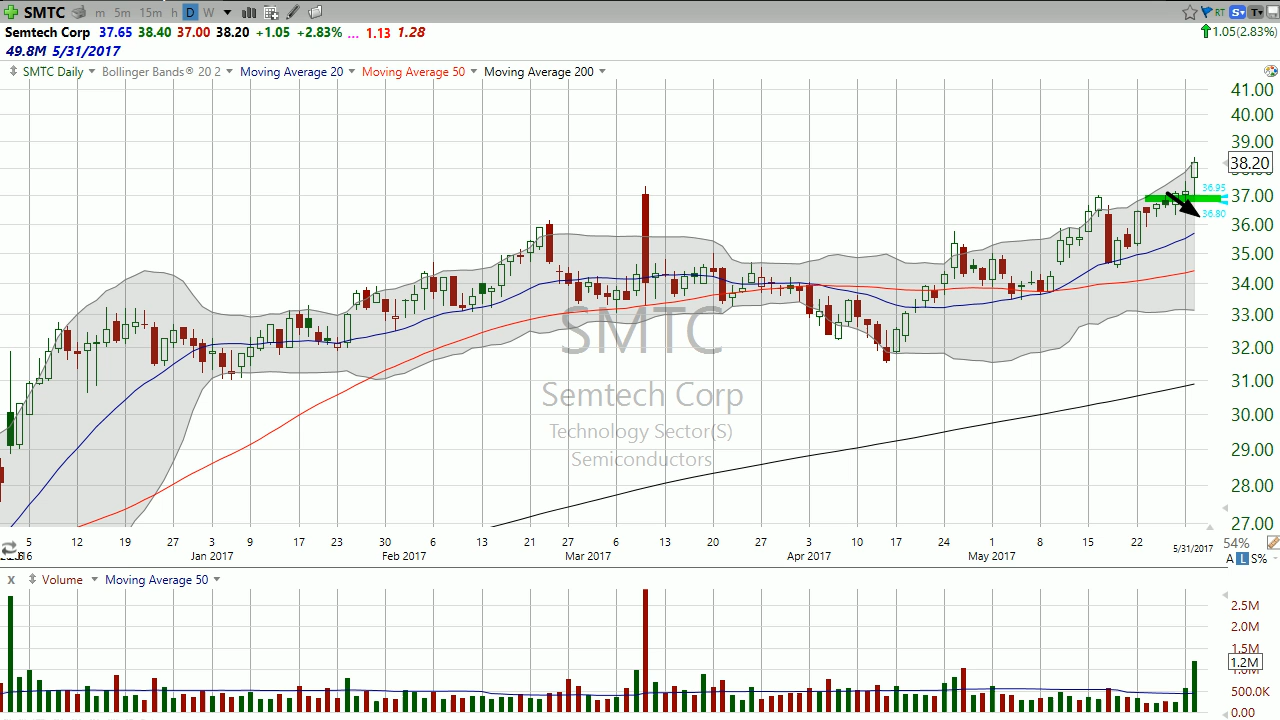 SMTC m 5m 15m h D W RT S T
Semtech Corp 37.65 38.40 37.00 38.20 +1.05 +2.83% ... 1.13 1.28
1.05(2.83%)
49.8M 5/31/2017
SMTC Daily Bollinger Bands® 20 2 Moving Average 20 Moving Average 50 Moving Average 200
41.00
40.00
39.00
38.20
36.95
37.00
36.80
36.00
35.00
34.00
33.00
32.00
31.00
30.00
29.00
28.00
27.00
SMTC
Semtech Corp
Technology Sector(S)
Semiconductors
5 12 19 27 9 17 23 30 6 13 21 27 6 13 20 27 3 10 17 24 1 8 15 22
54%
Jan 2017 Feb 2017 Mar 2017 Apr 2017 May 2017 5/31/2017
A L S%
x Volume Moving Average 50
2.5M
2.0M
1.5M
1.2M
500.0K
0.00